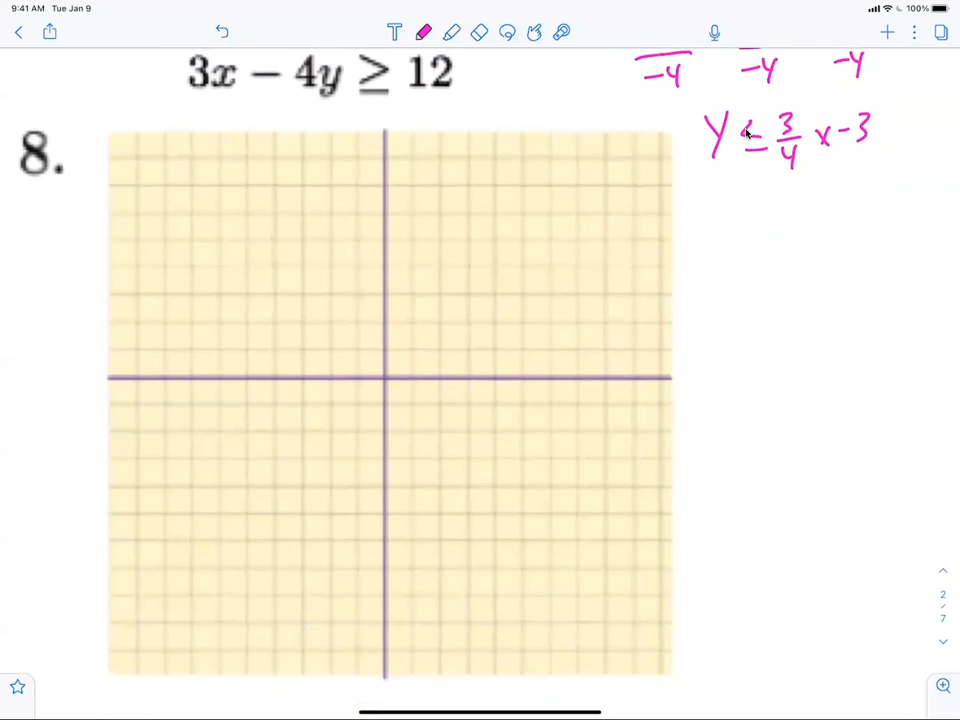 9:41 AM Tue Jan 9
100%
T
3x − 4y ≥ 12
−4 −4 −4
y ≤ 3/4 x − 3
8.
2
/
7